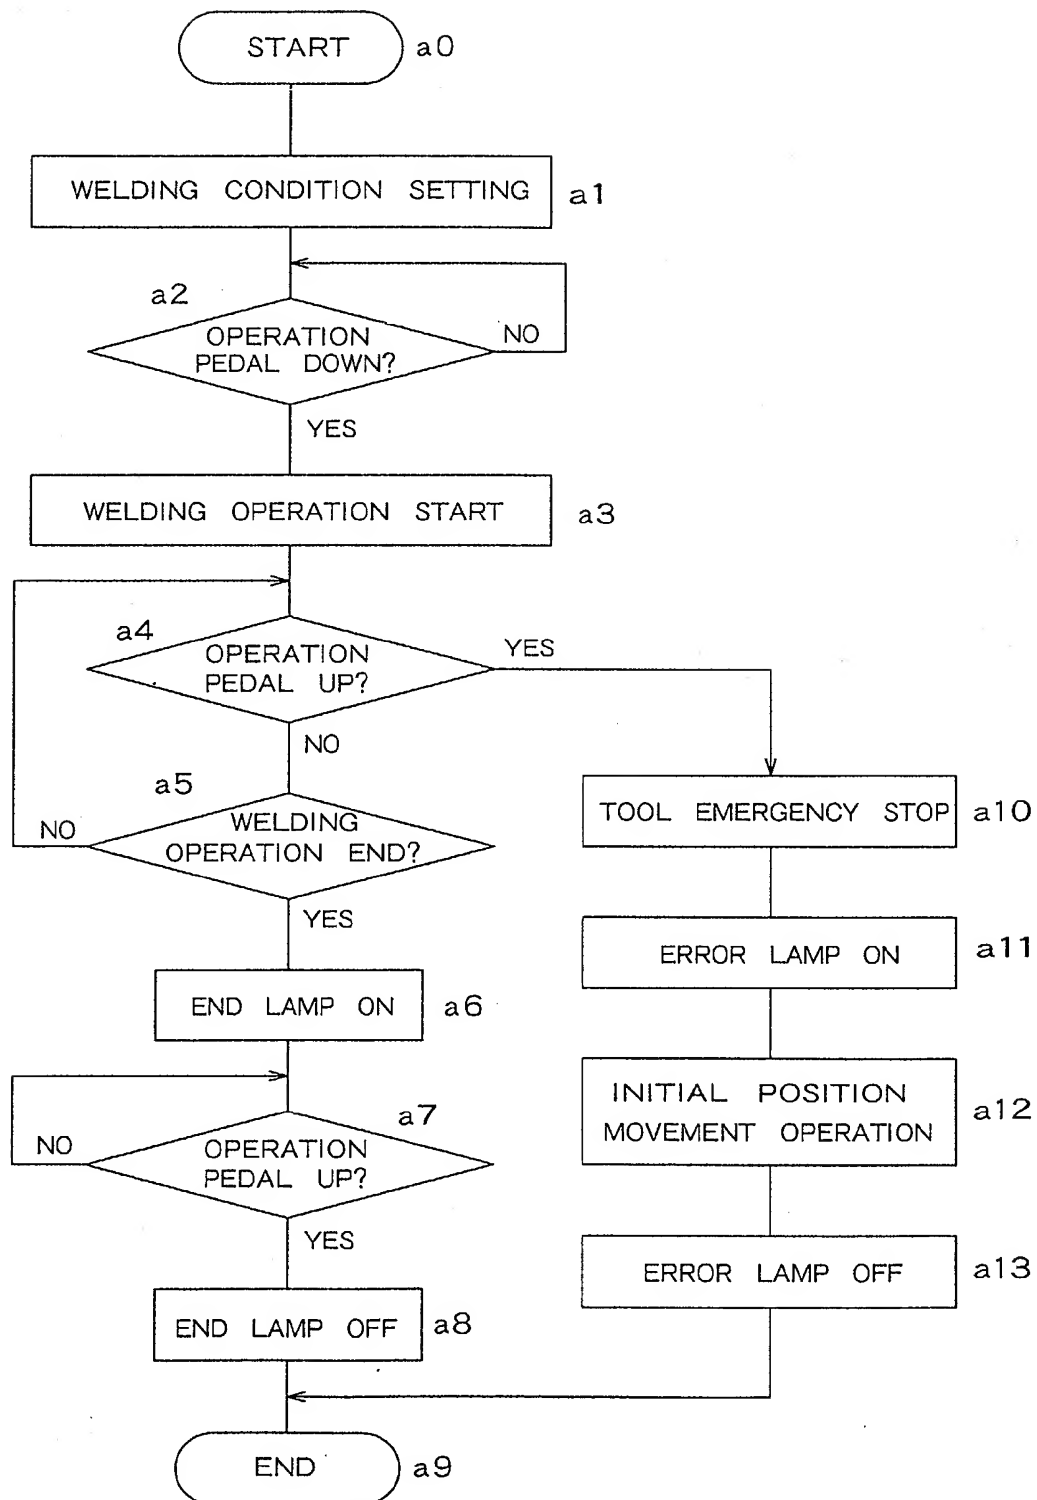 START a0
WELDING CONDITION SETTING a1
a2
OPERATION
PEDAL DOWN?
NO
YES
WELDING OPERATION START a3
a4
OPERATION
PEDAL UP?
YES
NO
a5
WELDING
OPERATION END?
NO
YES
END LAMP ON a6
a7
OPERATION
PEDAL UP?
NO
YES
END LAMP OFF a8
END a9
TOOL EMERGENCY STOP a10
ERROR LAMP ON a11
INITIAL POSITION
MOVEMENT OPERATION
a12
ERROR LAMP OFF a13